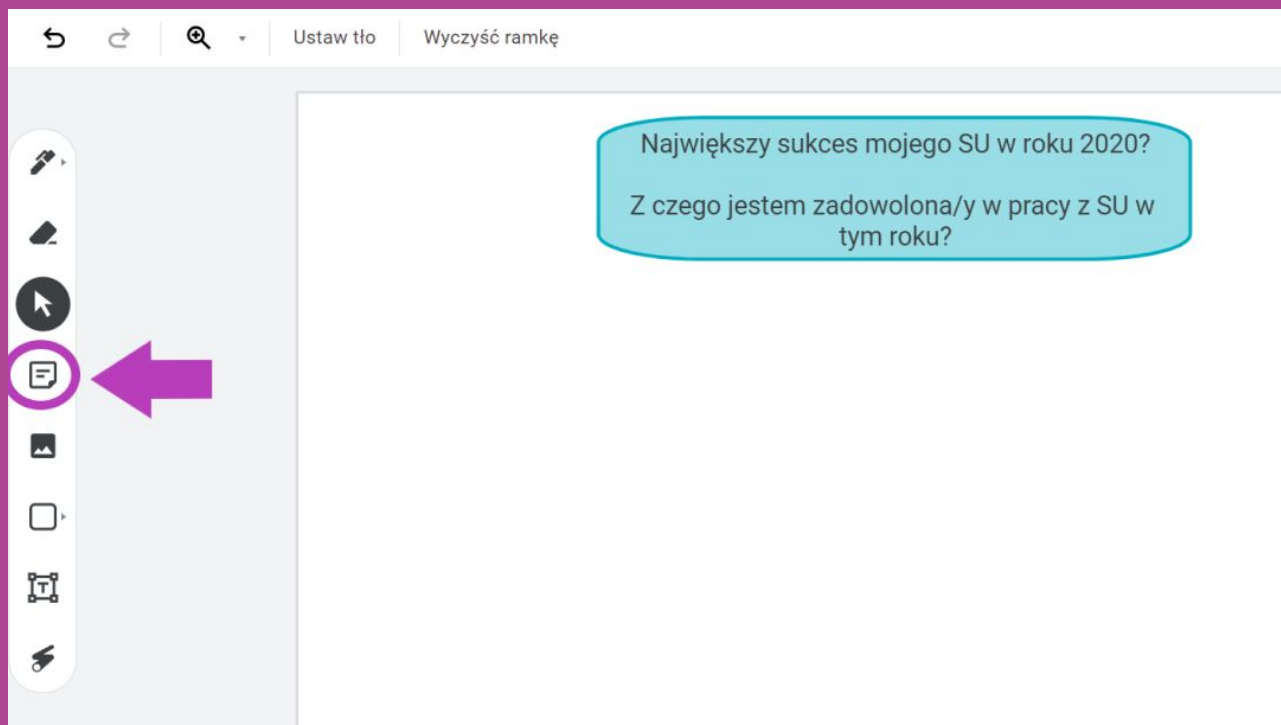 Ustaw tło
Wyczyść ramkę
Największy sukces mojego SU w roku 2020?
Z czego jestem zadowolona/y w pracy z SU w
tym roku?